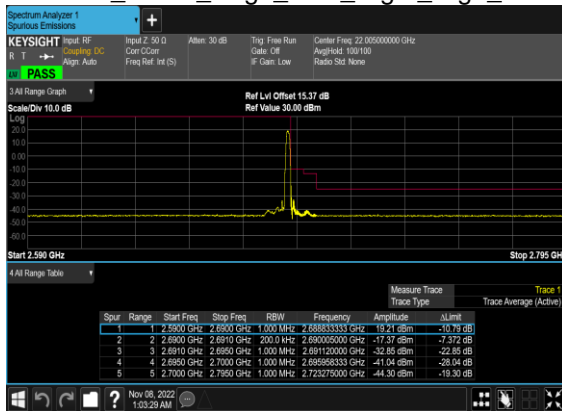 Spectrum Analyzer 1
Spurious Emissions
+
KEYSIGHT Input: RF Input Z: 50 Ω Atten: 30 dB Trig: Free Run Center Freq: 22.005000000 GHz
R T Coupling: DC Corr CCorr Gate: Off Avg|Hold: 100/100
Align: Auto Freq Ref: Int (S) IF Gain: Low Radio Std: None
PASS
3 All Range Graph
Ref Lvl Offset 15.37 dB
Scale/Div 10.0 dB Ref Value 30.00 dBm
Log
20.0
10.0
0.00
-10.0
-20.0
-30.0
-40.0
-50.0
-60.0
Start 2.590 GHz Stop 2.795 GH
4 All Range Table
Measure Trace Trace 1
Trace Type Trace Average (Active)
Spur Range Start Freq Stop Freq RBW Frequency Amplitude ΔLimit
1 1 2.5900 GHz 2.6900 GHz 1.000 MHz 2.688833333 GHz 19.21 dBm -10.79 dB
2 2 2.6900 GHz 2.6910 GHz 200.0 kHz 2.690005000 GHz -17.37 dBm -7.372 dB
3 3 2.6910 GHz 2.6950 GHz 1.000 MHz 2.691120000 GHz -32.85 dBm -22.85 dB
4 4 2.6950 GHz 2.7000 GHz 1.000 MHz 2.695958333 GHz -41.04 dBm -28.04 dB
5 5 2.7000 GHz 2.7950 GHz 1.000 MHz 2.723275000 GHz -44.30 dBm -19.30 dB
? Nov 08, 2022
1:03:29 AM